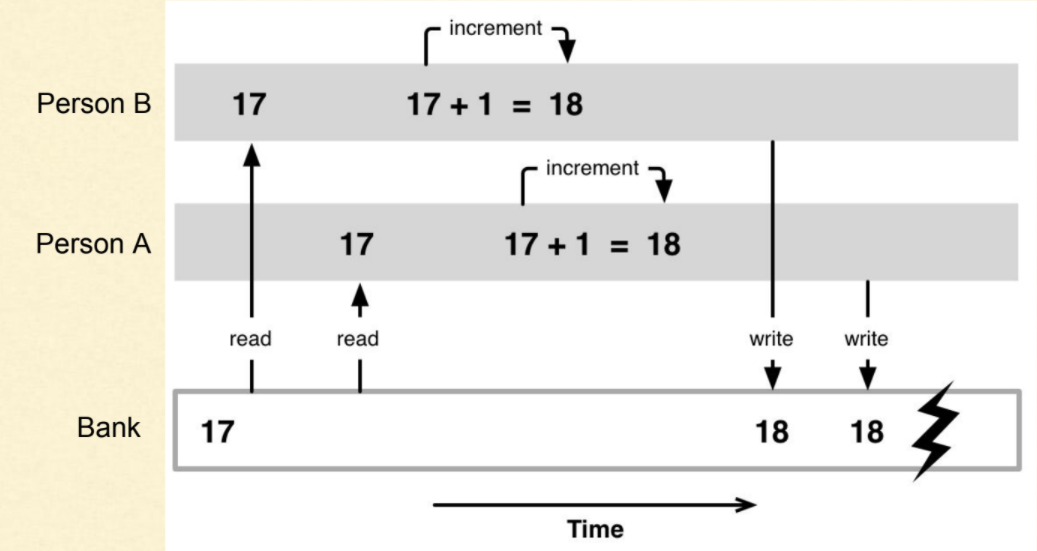 increment
Person B 17 17 + 1 = 18
increment
Person A 17 17 + 1 = 18
read read write write
Bank 17 18 18
Time